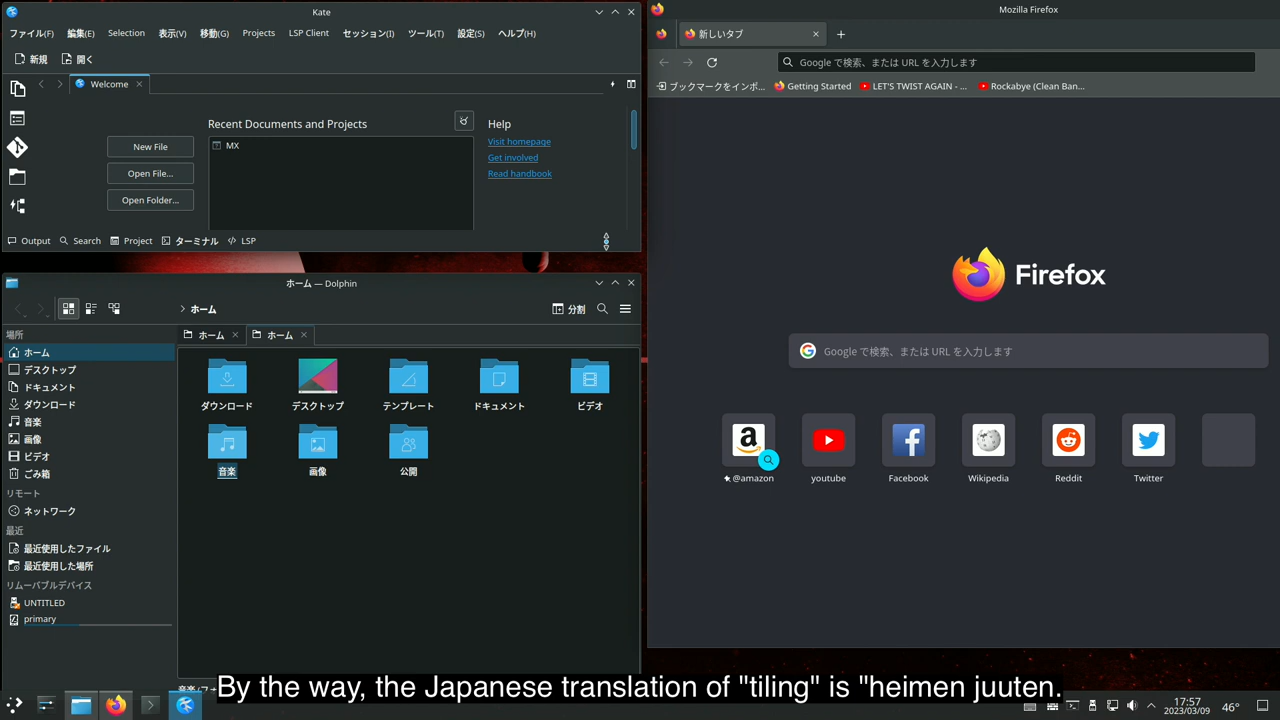 Kate
ファイル(F) 編集(E) Selection 表示(V) 移動(G) Projects LSP Client セッション(I) ツール(T) 設定(S) ヘルプ(H)
新規 開く
Welcome
Recent Documents and Projects
MX
New File
Open File...
Open Folder...
Help
Visit homepage
Get involved
Read handbook
Output Search Project ターミナル LSP
ホーム — Dolphin
ホーム
分割
場所
ホーム
デスクトップ
ドキュメント
ダウンロード
音楽
画像
ビデオ
ごみ箱
リモート
ネットワーク
最近
最近使用したファイル
最近使用した場所
リムーバブルデバイス
UNTITLED
primary
ホーム ホーム
ダウンロード デスクトップ テンプレート ドキュメント ビデオ
音楽 画像 公開
Mozilla Firefox
新しいタブ
Google で検索、または URL を入力します
ブックマークをインポ... Getting Started LET'S TWIST AGAIN - ... Rockabye (Clean Ban...
Firefox
Google で検索、または URL を入力します
@amazon youtube Facebook Wikipedia Reddit Twitter
By the way, the Japanese translation of "tiling" is "heimen juuten.
17:57
2023/03/09
46°